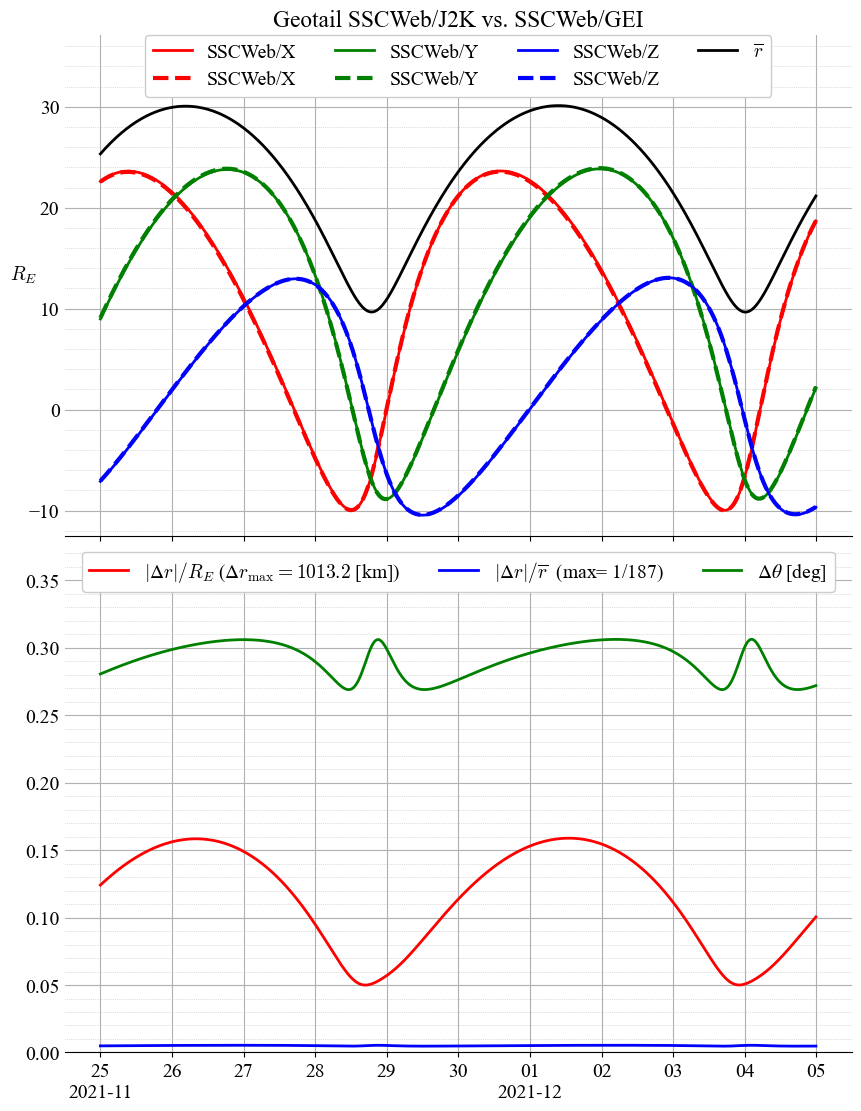 Geotail SSCWeb/J2K vs. SSCWeb/GEI
SSCWeb/X SSCWeb/Y SSCWeb/Z r̅
SSCWeb/X SSCWeb/Y SSCWeb/Z
30
20
R_E
10
0
−10
|Δr|/R_E (Δr_max = 1013.2 [km]) |Δr|/r̅ (max= 1/187) Δθ [deg]
0.35
0.30
0.25
0.20
0.15
0.10
0.05
0.00
25 26 27 28 29 30 01 02 03 04 05
2021-11 2021-12